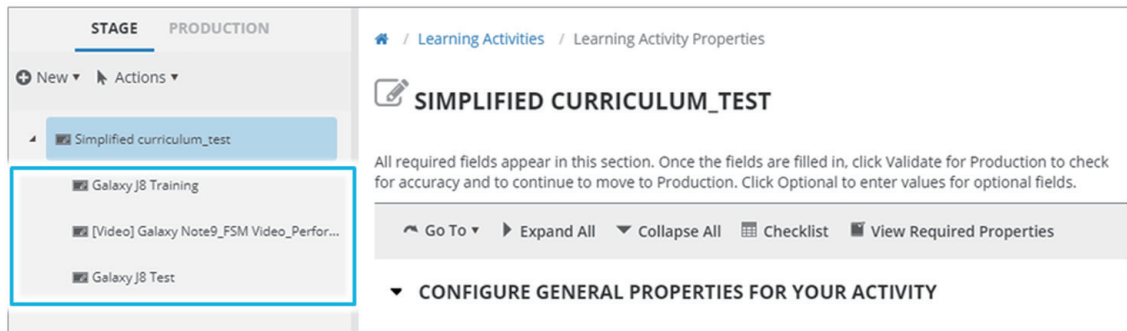 STAGE PRODUCTION
New Actions
Simplified curriculum_test
Galaxy J8 Training
[Video] Galaxy Note9_FSM Video_Perfor...
Galaxy J8 Test
/ Learning Activities / Learning Activity Properties
SIMPLIFIED CURRICULUM_TEST
All required fields appear in this section. Once the fields are filled in, click Validate for Production to check
for accuracy and to continue to move to Production. Click Optional to enter values for optional fields.
Go To Expand All Collapse All Checklist View Required Properties
CONFIGURE GENERAL PROPERTIES FOR YOUR ACTIVITY